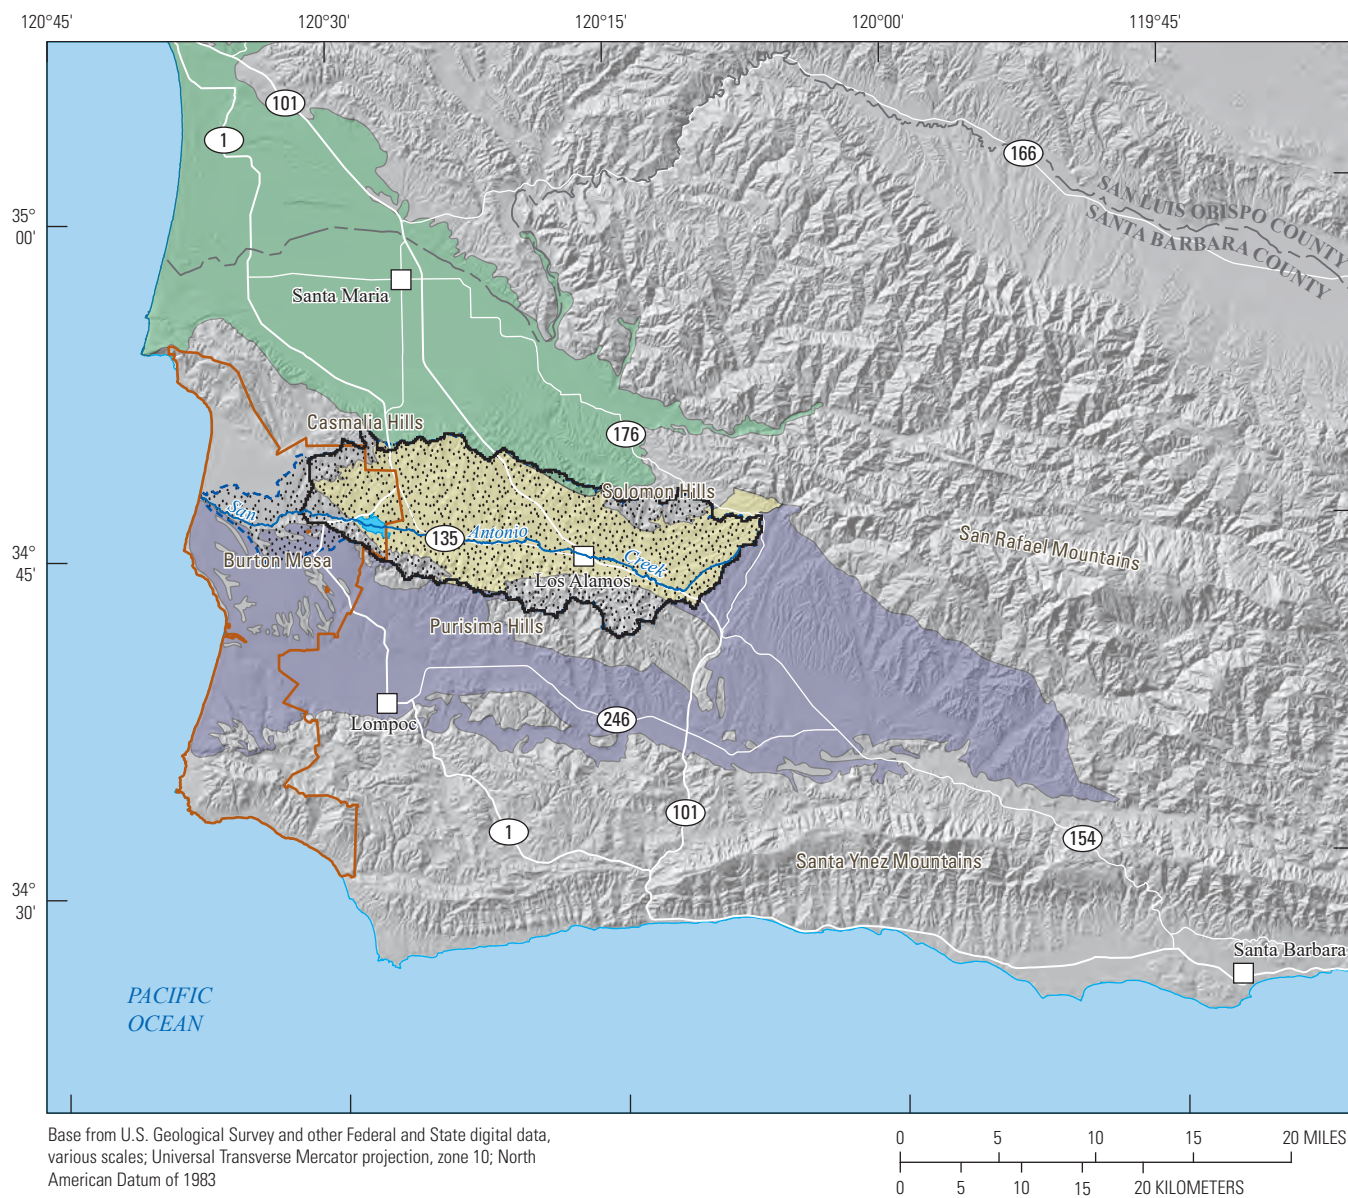 120°45'
120°30'
120°15'
120°00'
119°45'
101
1
166
SAN LUIS OBISPO COUNTY
SANTA BARBARA COUNTY
35°
00'
Santa Maria
Casmalia Hills
176
Solomon Hills
San
Antonio
Creek
135
San Rafael Mountains
34°
45'
Burton Mesa
Los Alamos
Purisima Hills
Lompoc
246
101
1
154
Santa Ynez Mountains
34°
30'
Santa Barbara
PACIFIC
OCEAN
Base from U.S. Geological Survey and other Federal and State digital data,
various scales; Universal Transverse Mercator projection, zone 10; North
American Datum of 1983
0 5 10 15 20 MILES
0 5 10 15 20 KILOMETERS